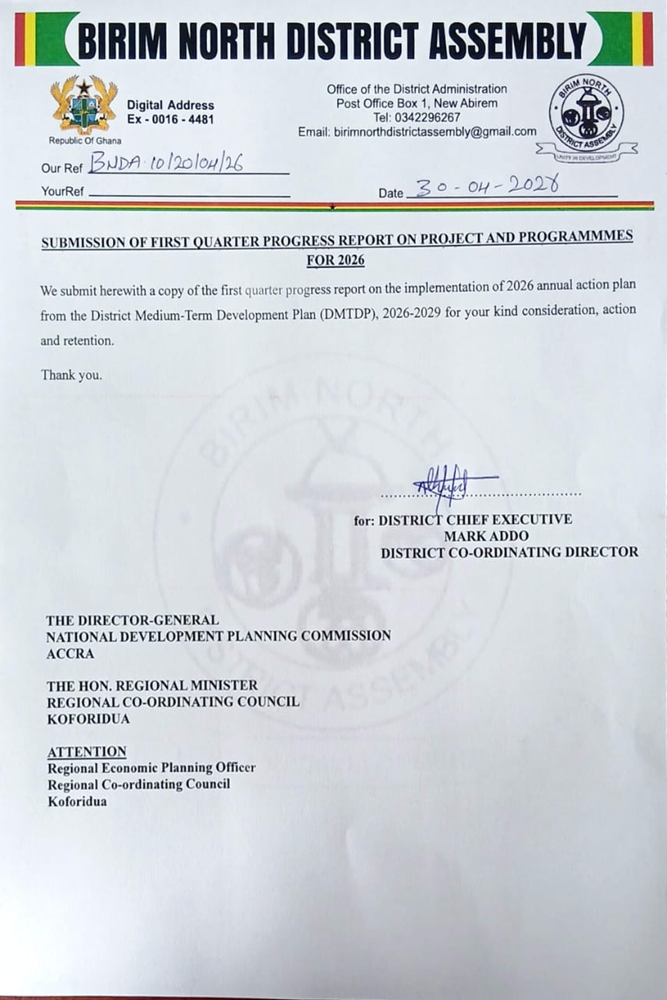 BIRIM NORTH DISTRICT ASSEMBLY
Republic Of Ghana
Digital Address
Ex - 0016 - 4481
Office of the District Administration
Post Office Box 1, New Abirem
Tel: 0342296267
Email: birimnorthdistrictassembly@gmail.com
BIRIM NORTH
DISTRICT ASSEMBLY
UNITY IN DEVELOPMENT
Our Ref BNDA.10/20/04/26
YourRef
Date 30-04-2026
SUBMISSION OF FIRST QUARTER PROGRESS REPORT ON PROJECT AND PROGRAMMMES
FOR 2026
We submit herewith a copy of the first quarter progress report on the implementation of 2026 annual action plan
from the District Medium-Term Development Plan (DMTDP), 2026-2029 for your kind consideration, action
and retention.
Thank you.
for: DISTRICT CHIEF EXECUTIVE
MARK ADDO
DISTRICT CO-ORDINATING DIRECTOR
THE DIRECTOR-GENERAL
NATIONAL DEVELOPMENT PLANNING COMMISSION
ACCRA
THE HON. REGIONAL MINISTER
REGIONAL CO-ORDINATING COUNCIL
KOFORIDUA
ATTENTION
Regional Economic Planning Officer
Regional Co-ordinating Council
Koforidua
BIRIM NORTH
DISTRICT ASSEMBLY